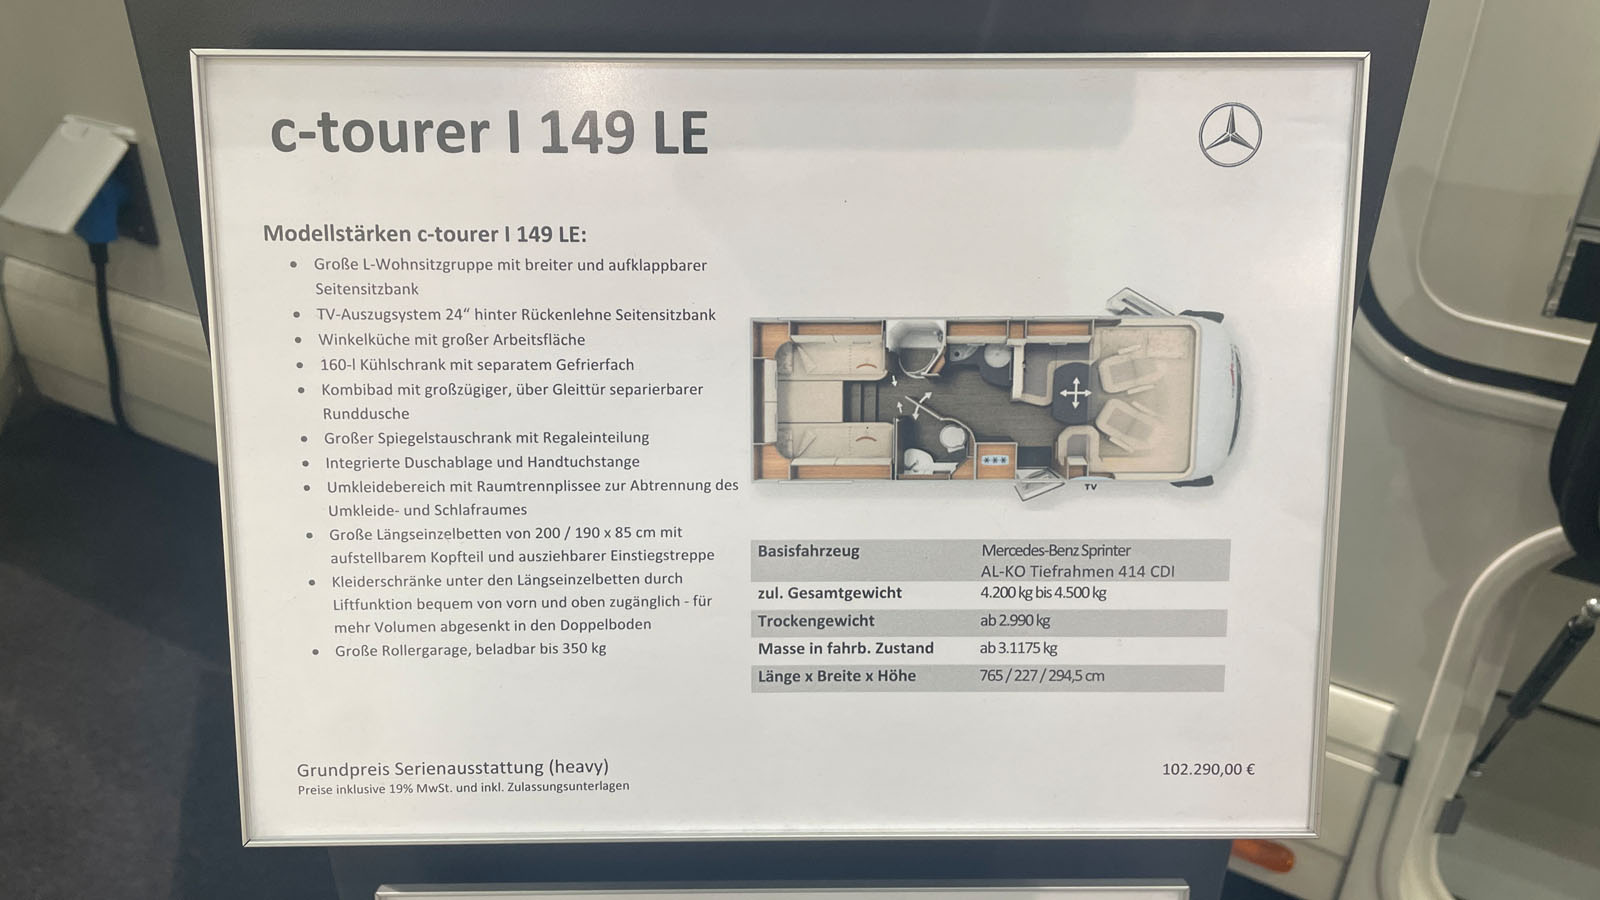 c-tourer I 149 LE
Modellstärken c-tourer I 149 LE:
• Große L-Wohnsitzgruppe mit breiter und aufklappbarer
Seitensitzbank
• TV-Auszugsystem 24“ hinter Rückenlehne Seitensitzbank
• Winkelküche mit großer Arbeitsfläche
• 160-l Kühlschrank mit separatem Gefrierfach
• Kombibad mit großzügiger, über Gleittür separierbarer
Runddusche
• Großer Spiegelstauschrank mit Regaleinteilung
• Integrierte Duschablage und Handtuchstange
• Umkleidebereich mit Raumtrennplissee zur Abtrennung des
Umkleide- und Schlafraumes
• Große Längseinzelbetten von 200 / 190 x 85 cm mit
aufstellbarem Kopfteil und ausziehbarer Einstiegstreppe
• Kleiderschränke unter den Längseinzelbetten durch
Liftfunktion bequem von vorn und oben zugänglich - für
mehr Volumen abgesenkt in den Doppelboden
• Große Rollergarage, beladbar bis 350 kg
TV
Basisfahrzeug Mercedes-Benz Sprinter
AL-KO Tiefrahmen 414 CDI
zul. Gesamtgewicht 4.200 kg bis 4.500 kg
Trockengewicht ab 2.990 kg
Masse in fahrb. Zustand ab 3.1175 kg
Länge x Breite x Höhe 765 / 227 / 294,5 cm
Grundpreis Serienausstattung (heavy) 102.290,00 €
Preise inklusive 19% MwSt. und inkl. Zulassungsunterlagen